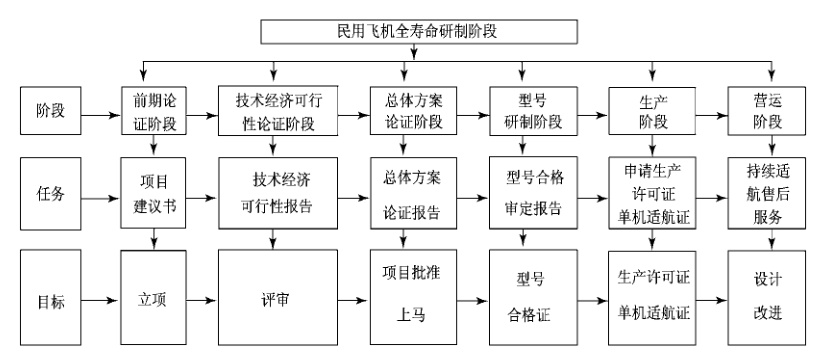 民用飞机全寿命研制阶段
阶段
前期论
证阶段
技术经济可行
性论证阶段
总体方案
论证阶段
型号
研制阶段
生产
阶段
营运
阶段
任务
项目
建议书
技术经济
可行性报告
总体方案
论证报告
型号合格
审定报告
申请生产
许可证
单机适航证
持续适
航售后
服务
目标
立项
评审
项目批准
上马
型号
合格证
生产许可证
单机适航证
设计
改进